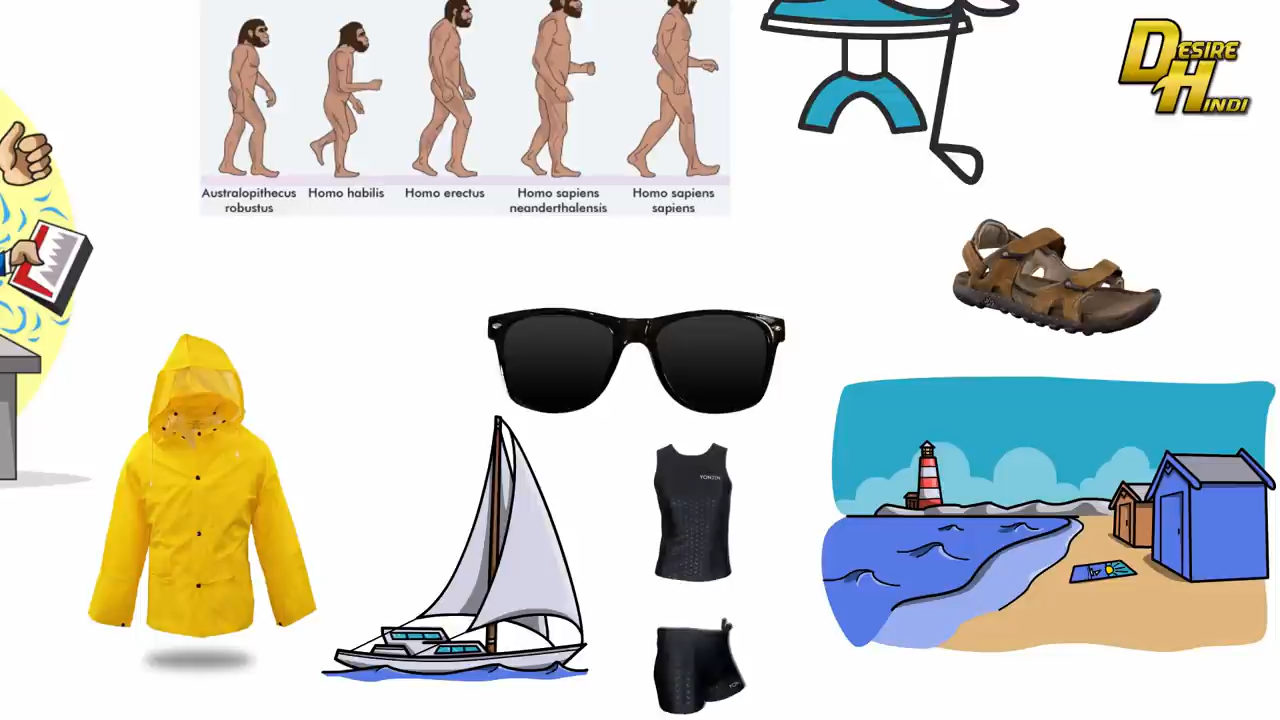 DESIRE
HINDI
Australopithecus
robustus
Homo habilis
Homo erectus
Homo sapiens
neanderthalensis
Homo sapiens
sapiens